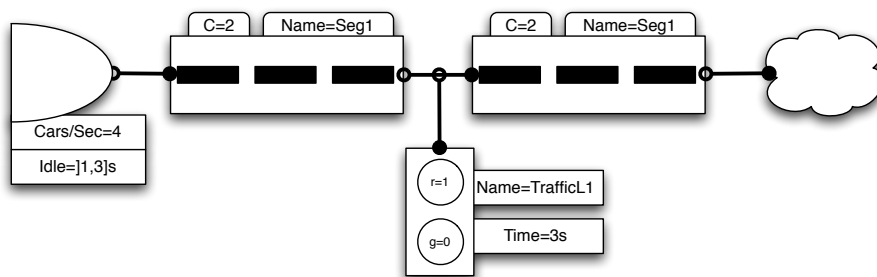 C=2
Name=Seg1
C=2
Name=Seg1
Cars/Sec=4
Idle=]1,3]s
r=1
Name=TrafficL1
g=0
Time=3s